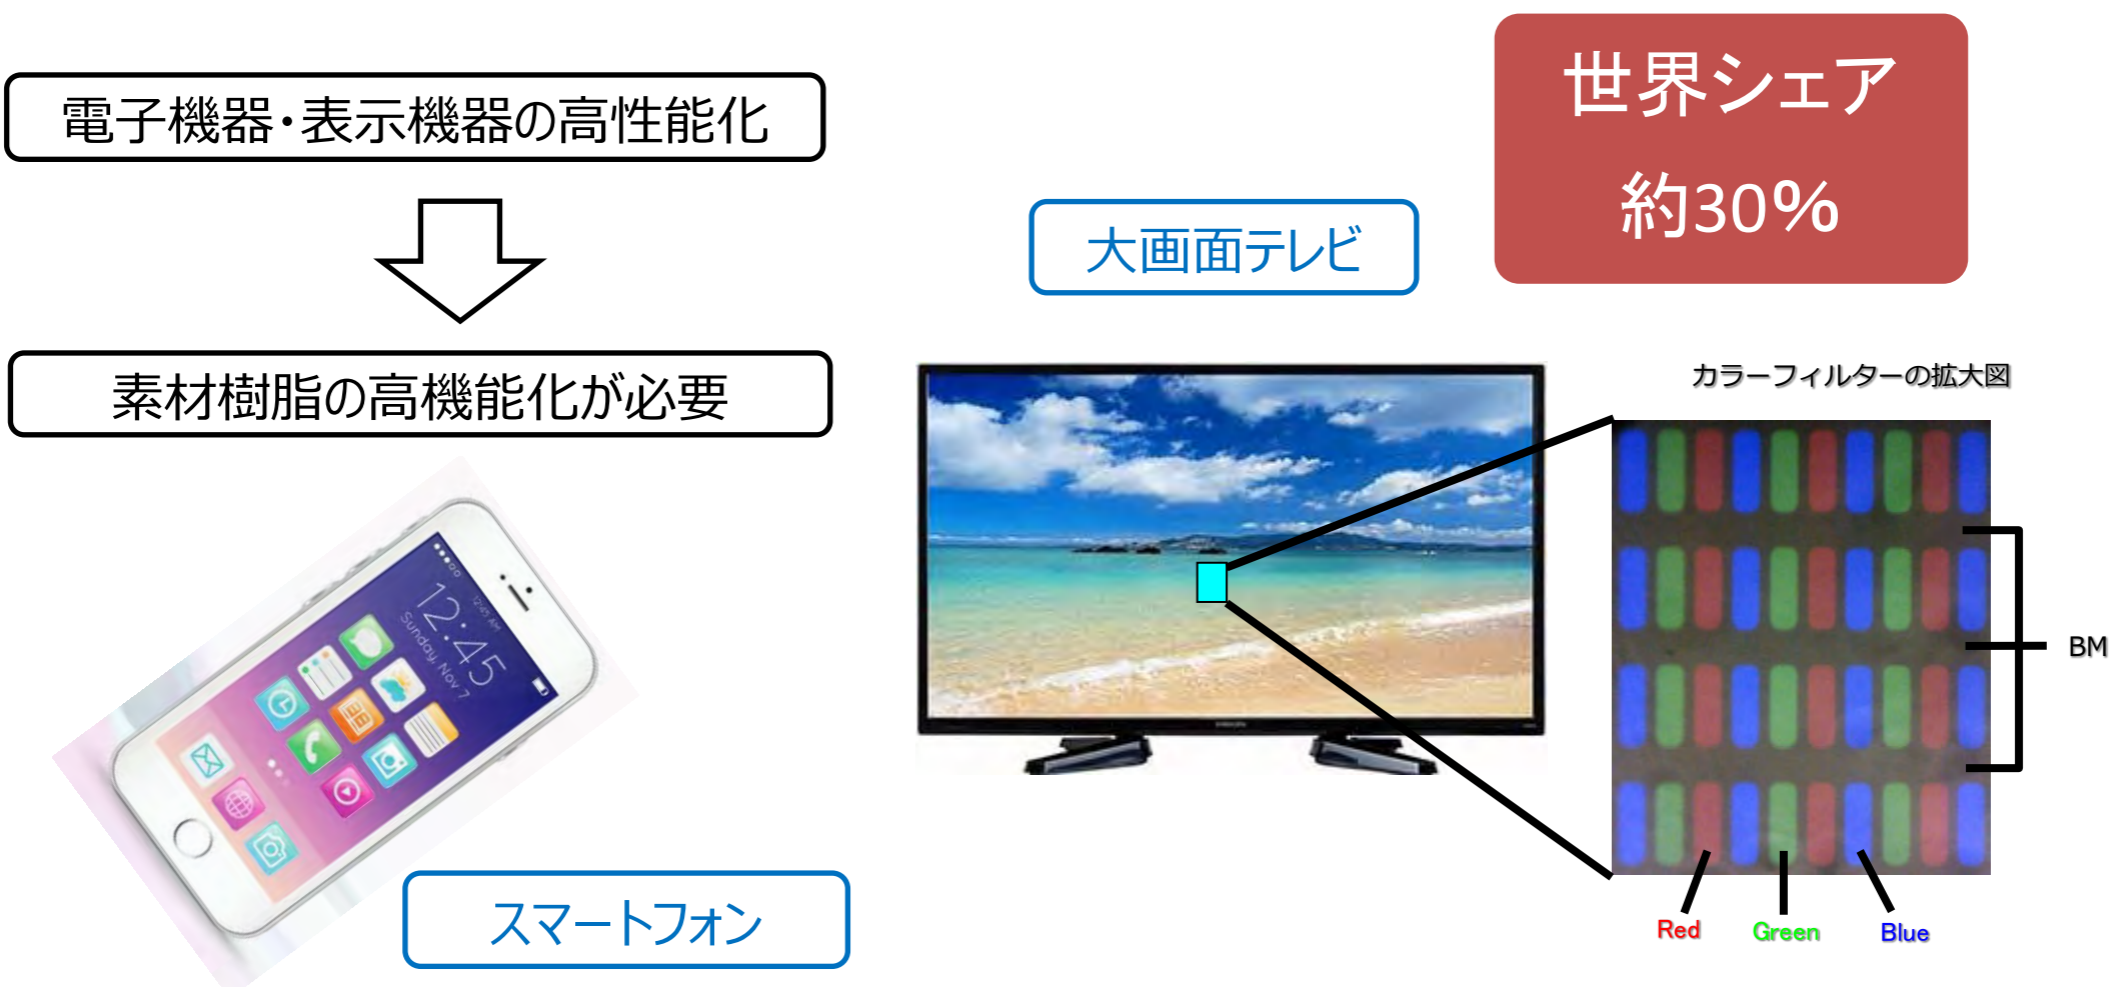 世界シェア
約30%
電子機器・表示機器の高性能化
大画面テレビ
素材樹脂の高機能化が必要
カラーフィルターの拡大図
12:45 AM
12:45
Sunday, Nov 7
BM
スマートフォン
Red
Green
Blue